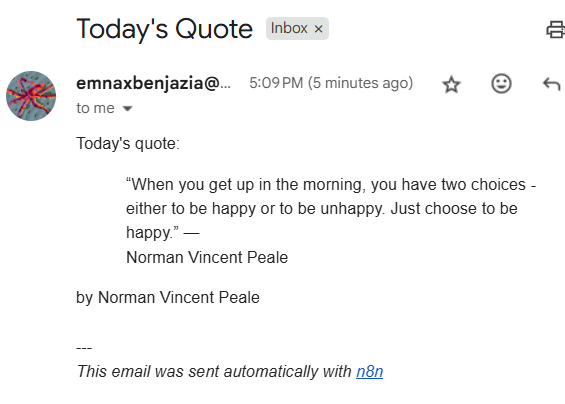 Today's Quote Inbox ×
emnaxbenjazia@... 5:09 PM (5 minutes ago)
to me
Today's quote:
“When you get up in the morning, you have two choices -
either to be happy or to be unhappy. Just choose to be
happy.” —
Norman Vincent Peale
by Norman Vincent Peale
---
This email was sent automatically with n8n